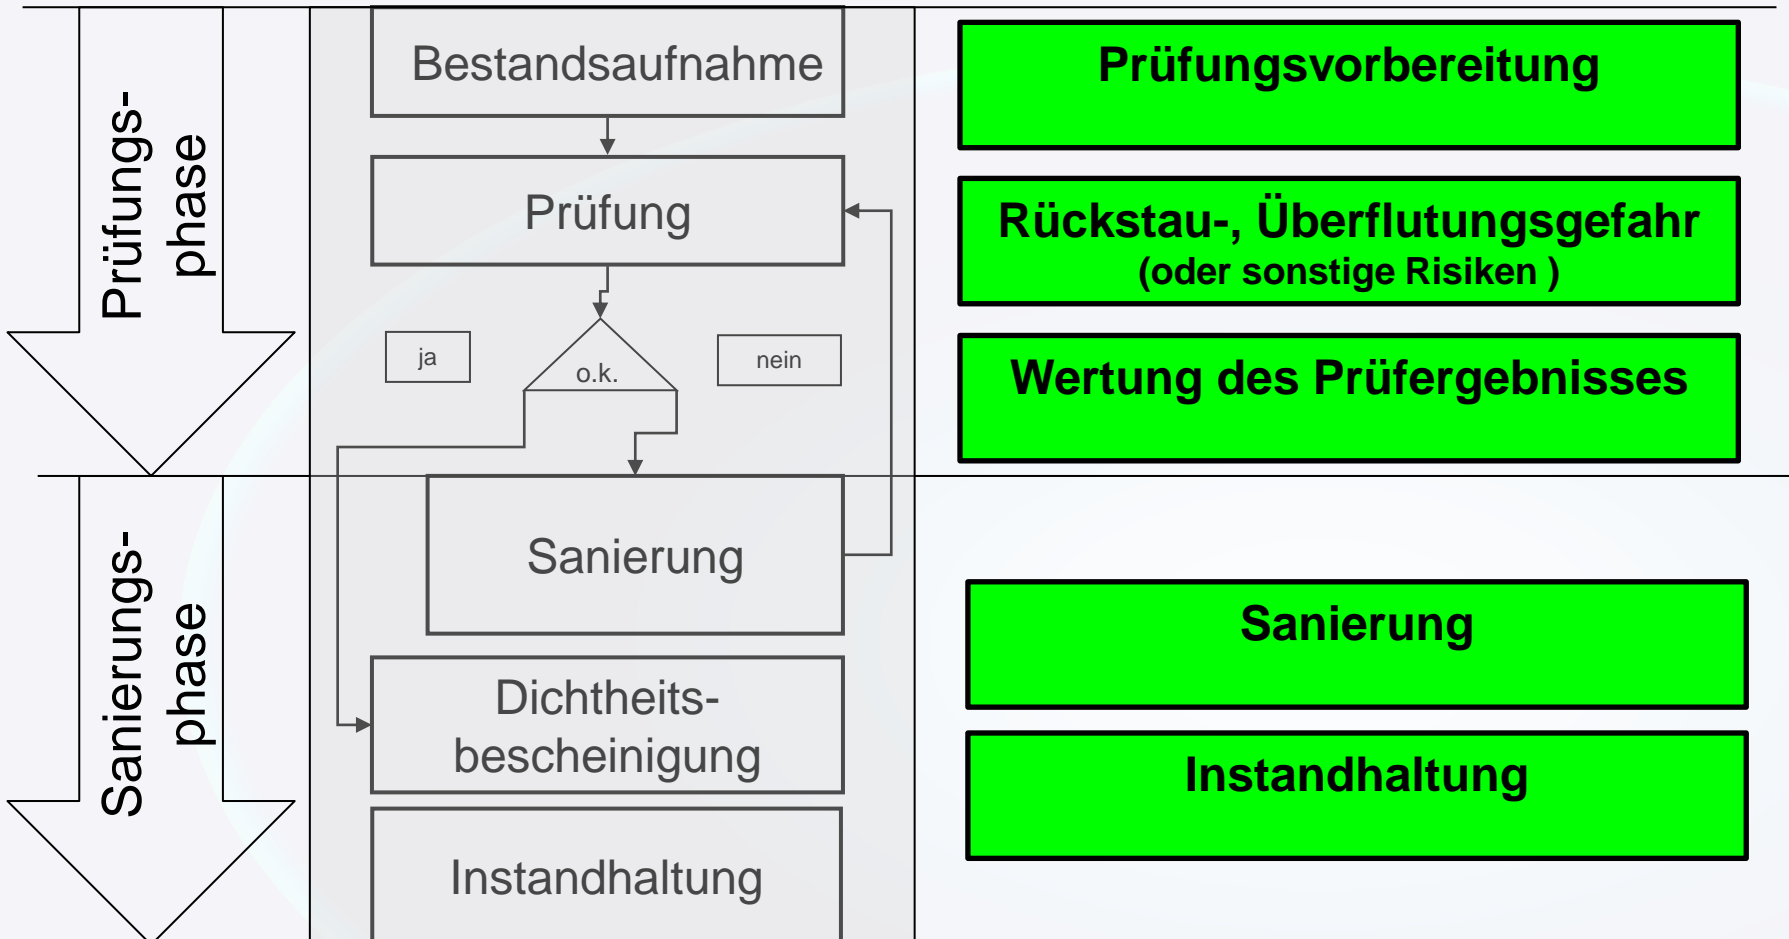 Prüfungs-
phase
Bestandsaufnahme
Prüfung
ja
o.k.
nein
Prüfungsvorbereitung
Rückstau-, Überflutungsgefahr
(oder sonstige Risiken )
Wertung des Prüfergebnisses
Sanierungs-
phase
Sanierung
Dichtheits-
bescheinigung
Instandhaltung
Sanierung
Instandhaltung